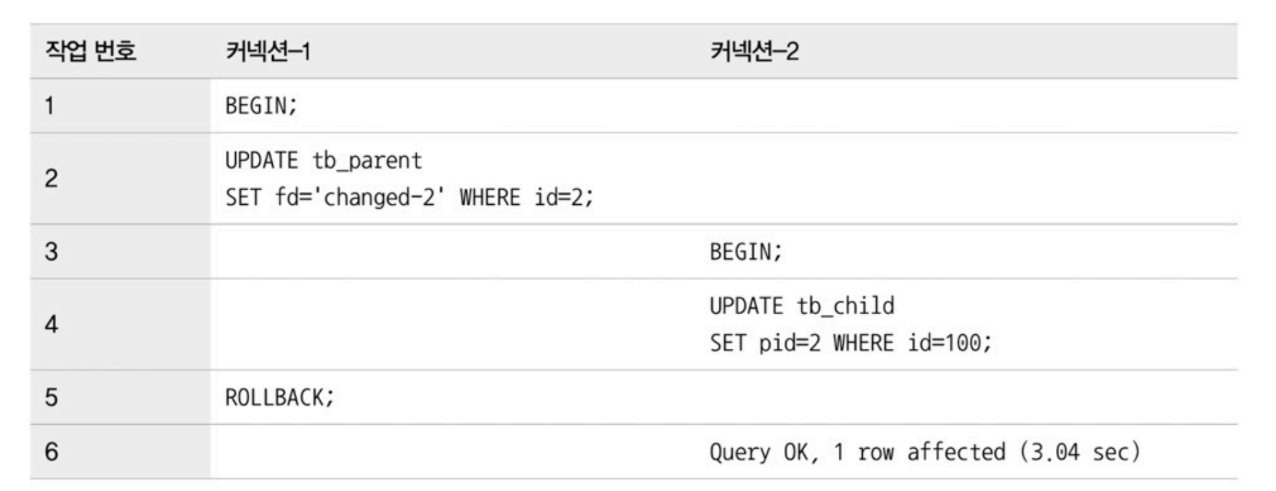 작업 번호 커넥션-1 커넥션-2
1 BEGIN;
2 UPDATE tb_parent
SET fd='changed-2' WHERE id=2;
3 BEGIN;
4 UPDATE tb_child
SET pid=2 WHERE id=100;
5 ROLLBACK;
6 Query OK, 1 row affected (3.04 sec)